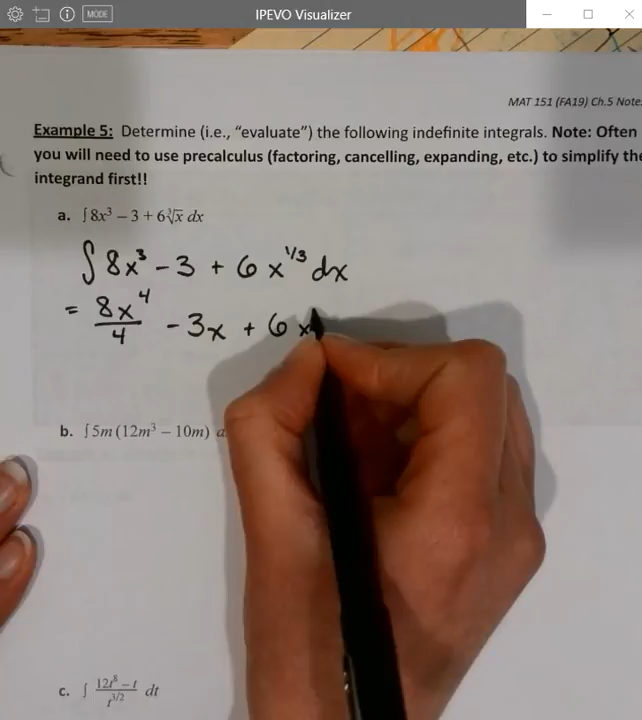 MODE
IPEVO Visualizer
MAT 151 (FA19) Ch.5 Note
Example 5: Determine (i.e., “evaluate”) the following indefinite integrals. Note: Often
you will need to use precalculus (factoring, cancelling, expanding, etc.) to simplify the
integrand first!!
a. ∫ 8x³ – 3 + 6∛x dx
∫ 8x³ - 3 + 6 x^{1/3} dx
= 8x⁴/4 - 3x + 6x
b. ∫ 5m (12m³ – 10m)
c. ∫ (12t⁸ – t)/t^{3/2} dt